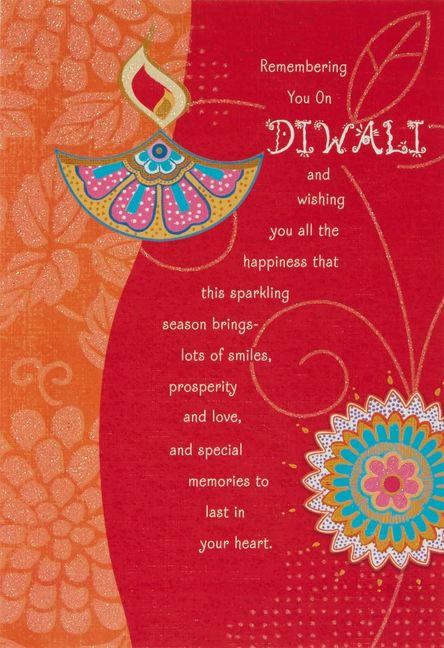 Remembering
You On
DIWALI
and
wishing
you all the
happiness that
this sparkling
season brings-
lots of smiles,
prosperity
and love,
and special
memories to
last in
your heart.